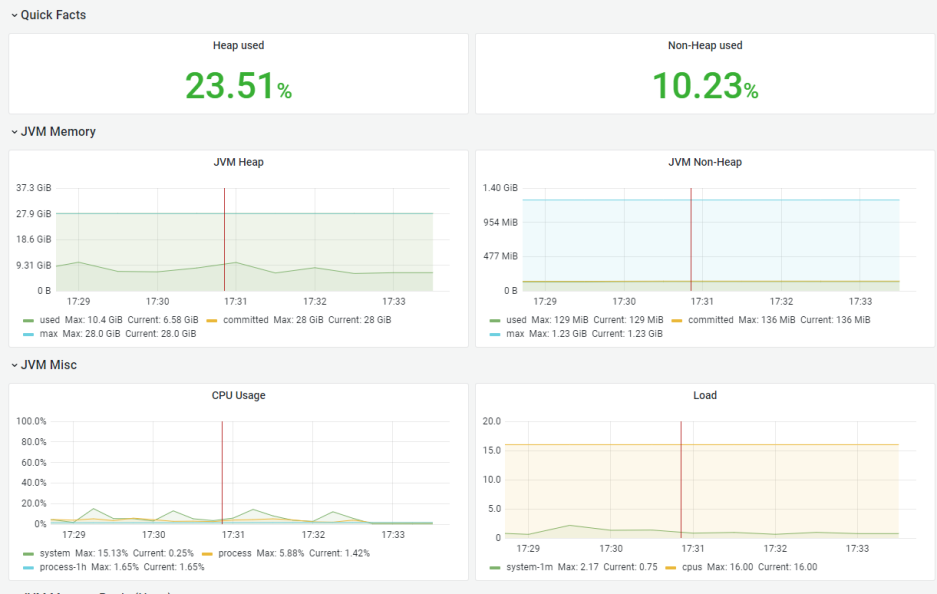 Quick Facts
Heap used
Non-Heap used
23.51%
10.23%
JVM Memory
JVM Heap
37.3 GiB
27.9 GiB
18.6 GiB
9.31 GiB
0 B
17:29 17:30 17:31 17:32 17:33
used Max: 10.4 GiB Current: 6.58 GiB committed Max: 28 GiB Current: 28 GiB
max Max: 28.0 GiB Current: 28.0 GiB
JVM Non-Heap
1.40 GiB
954 MiB
477 MiB
0 B
17:29 17:30 17:31 17:32 17:33
used Max: 129 MiB Current: 129 MiB committed Max: 136 MiB Current: 136 MiB
max Max: 1.23 GiB Current: 1.23 GiB
JVM Misc
CPU Usage
100.0%
80.0%
60.0%
40.0%
20.0%
0%
17:29 17:30 17:31 17:32 17:33
system Max: 15.13% Current: 0.25% process Max: 5.88% Current: 1.42%
process-1h Max: 1.65% Current: 1.65%
Load
20.0
15.0
10.0
5.0
0
17:29 17:30 17:31 17:32 17:33
system-1m Max: 2.17 Current: 0.75 cpus Max: 16.00 Current: 16.00